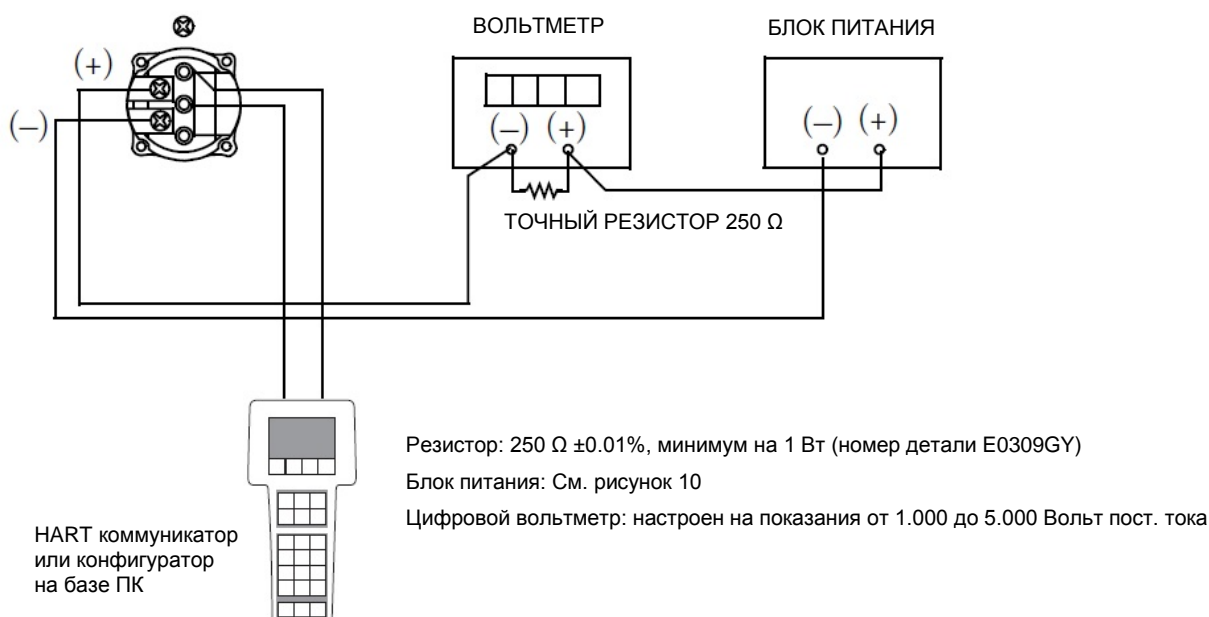 ВОЛЬТМЕТР
БЛОК ПИТАНИЯ
(+)
(−)
(−) (+)
(−) (+)
ТОЧНЫЙ РЕЗИСТОР 250 Ω
Резистор: 250 Ω ±0.01%, минимум на 1 Вт (номер детали E0309GY)
Блок питания: См. рисунок 10
Цифровой вольтметр: настроен на показания от 1.000 до 5.000 Вольт пост. тока
HART коммуникатор
или конфигуратор
на базе ПК